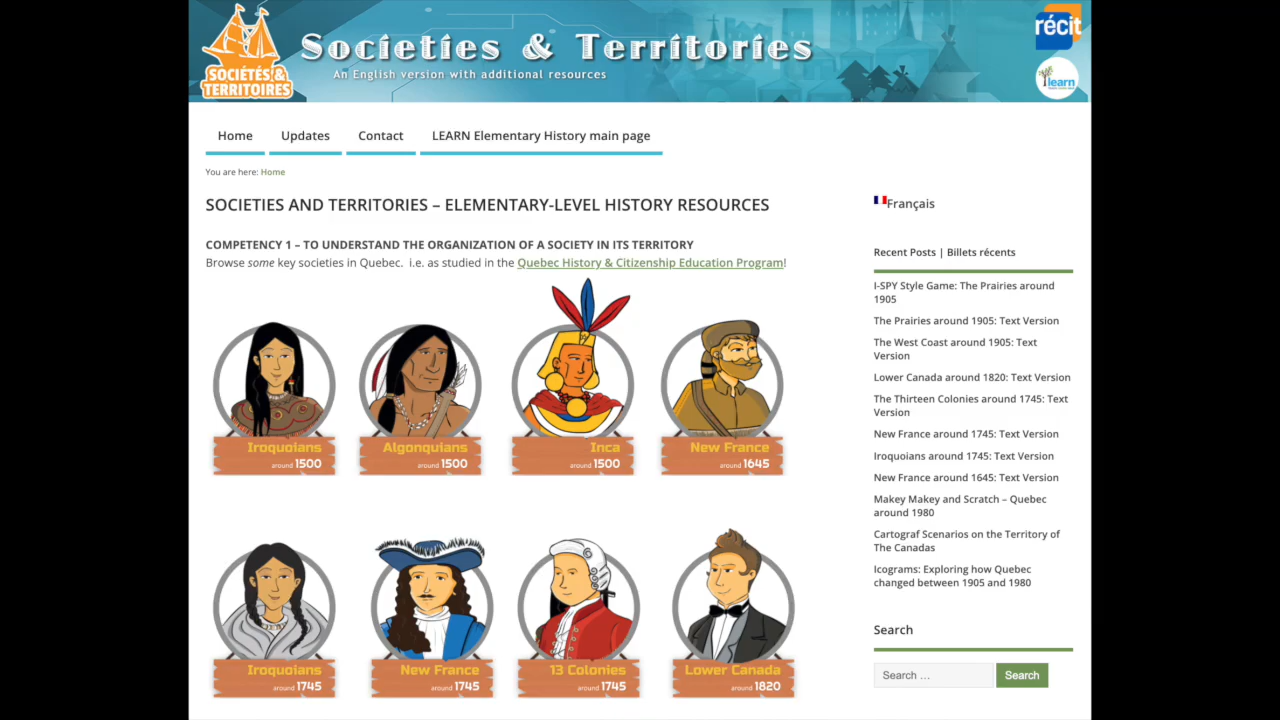 SOCIÉTÉS &
TERRITOIRES
Societies & Territories
An English version with additional resources
récit
learn
Home
Updates
Contact
LEARN Elementary History main page
You are here: Home
SOCIETIES AND TERRITORIES – ELEMENTARY-LEVEL HISTORY RESOURCES
COMPETENCY 1 – TO UNDERSTAND THE ORGANIZATION OF A SOCIETY IN ITS TERRITORY
Browse some key societies in Quebec. i.e. as studied in the Quebec History & Citizenship Education Program!
Iroquoians
around 1500
Algonquians
around 1500
Inca
around 1500
New France
around 1645
Iroquoians
around 1745
New France
around 1745
13 Colonies
around 1745
Lower Canada
around 1820
Français
Recent Posts | Billets récents
I-SPY Style Game: The Prairies around
1905
The Prairies around 1905: Text Version
The West Coast around 1905: Text
Version
Lower Canada around 1820: Text Version
The Thirteen Colonies around 1745: Text
Version
New France around 1745: Text Version
Iroquoians around 1745: Text Version
New France around 1645: Text Version
Makey Makey and Scratch – Quebec
around 1980
Cartograf Scenarios on the Territory of
The Canadas
Icograms: Exploring how Quebec
changed between 1905 and 1980
Search
Search …
Search